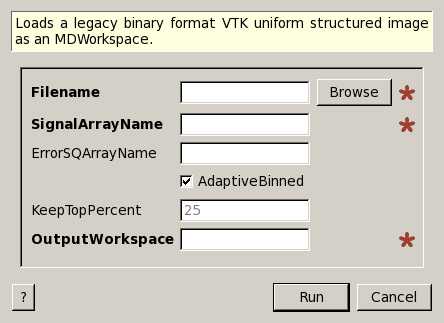 Loads a legacy binary format VTK uniform structured image
as an MDWorkspace.
Filename Browse *
SignalArrayName *
ErrorSQArrayName
AdaptiveBinned
KeepTopPercent 25
OutputWorkspace *
? Run Cancel